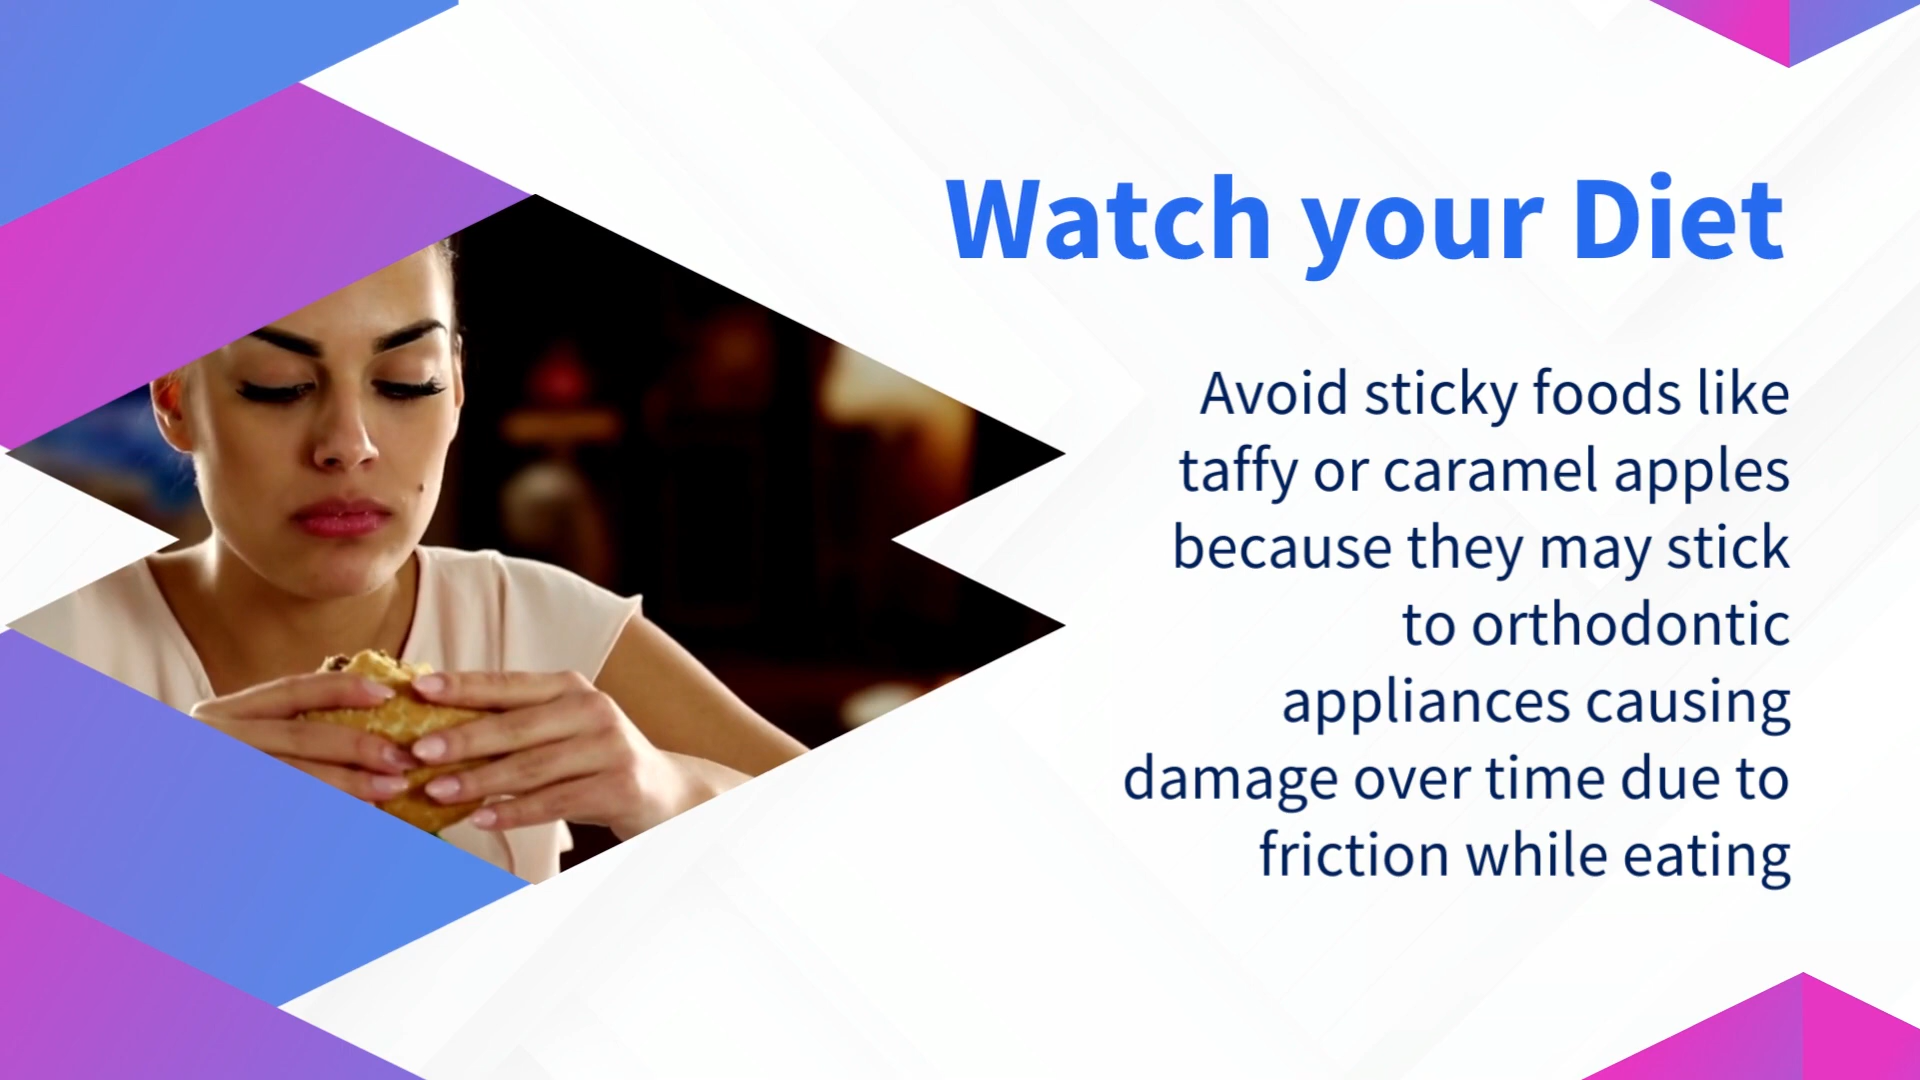 Watch your Diet
Avoid sticky foods like
taffy or caramel apples
because they may stick
to orthodontic
appliances causing
damage over time due to
friction while eating